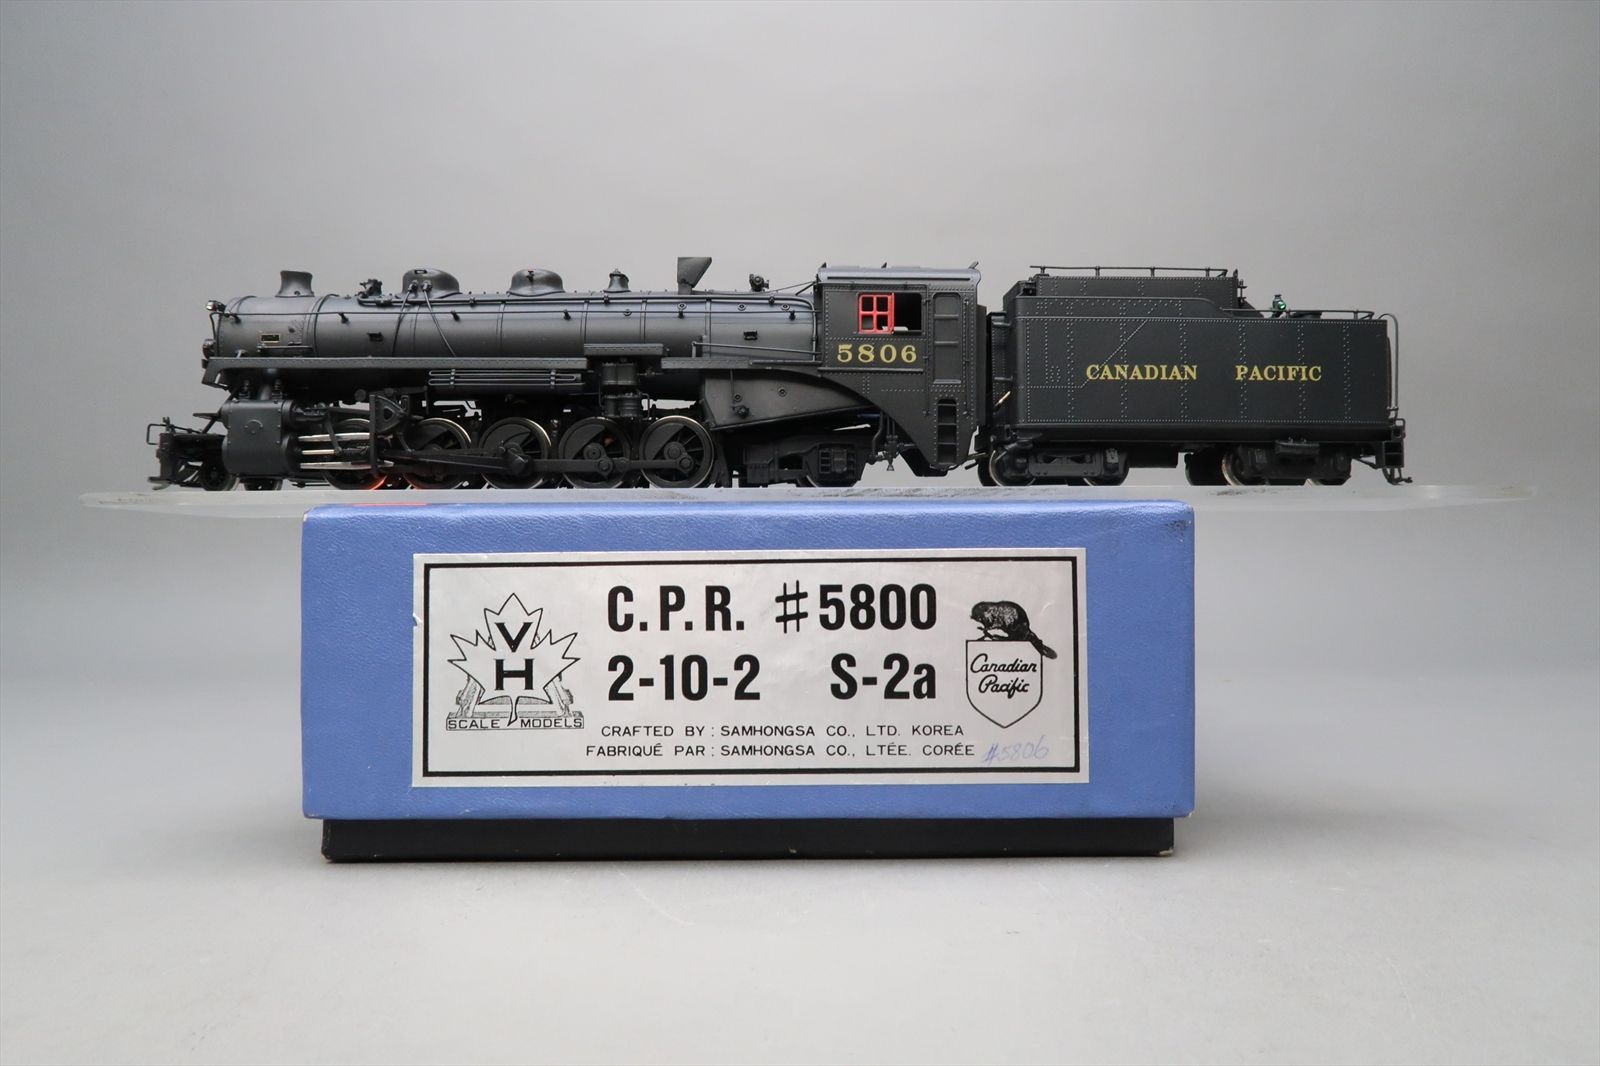 5806
CANADIAN PACIFIC
VH
SCALE MODELS
C.P.R. #5800
2-10-2 S-2a
Canadian
Pacific
CRAFTED BY : SAMHONGSA CO., LTD. KOREA
FABRIQUÉ PAR : SAMHONGSA CO., LTÉE. CORÉE
#5806